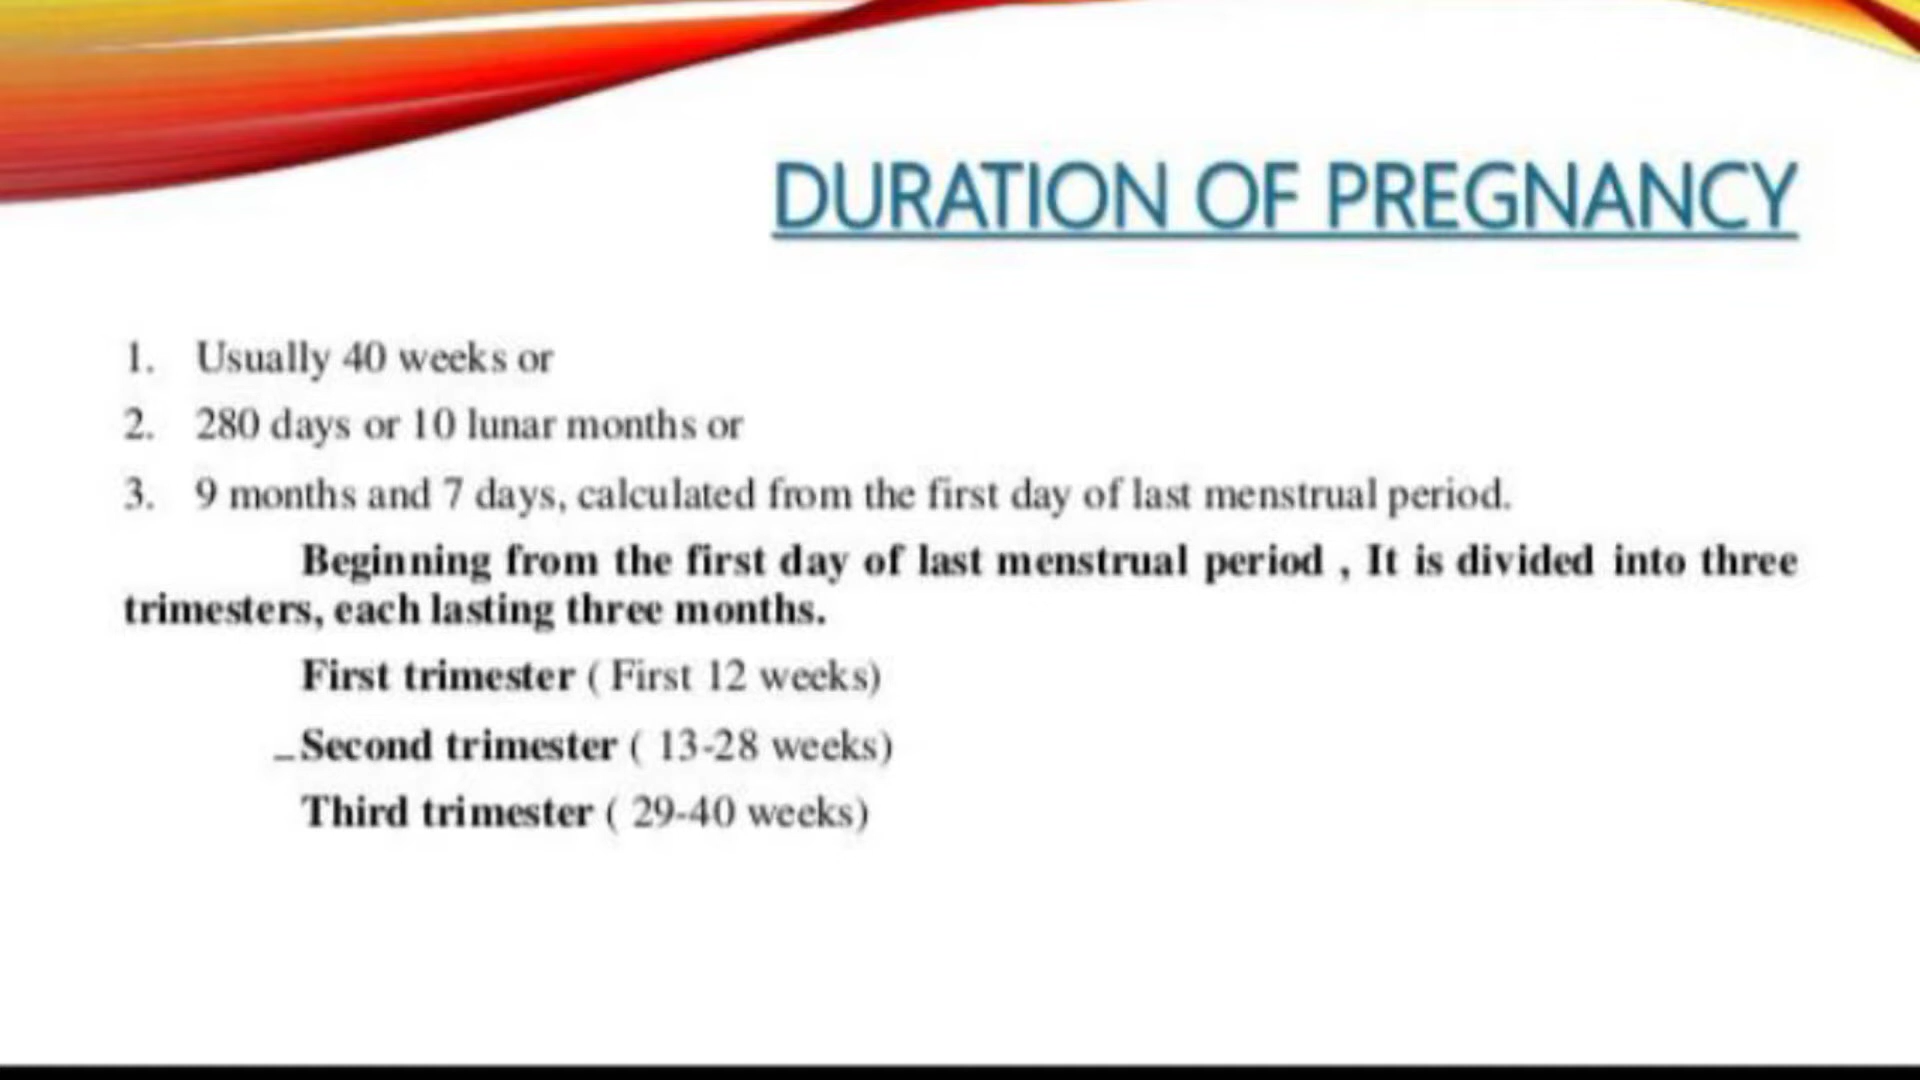 DURATION OF PREGNANCY
1. Usually 40 weeks or
2. 280 days or 10 lunar months or
3. 9 months and 7 days, calculated from the first day of last menstrual period.
Beginning from the first day of last menstrual period , It is divided into three
trimesters, each lasting three months.
First trimester ( First 12 weeks)
_Second trimester ( 13-28 weeks)
Third trimester ( 29-40 weeks)